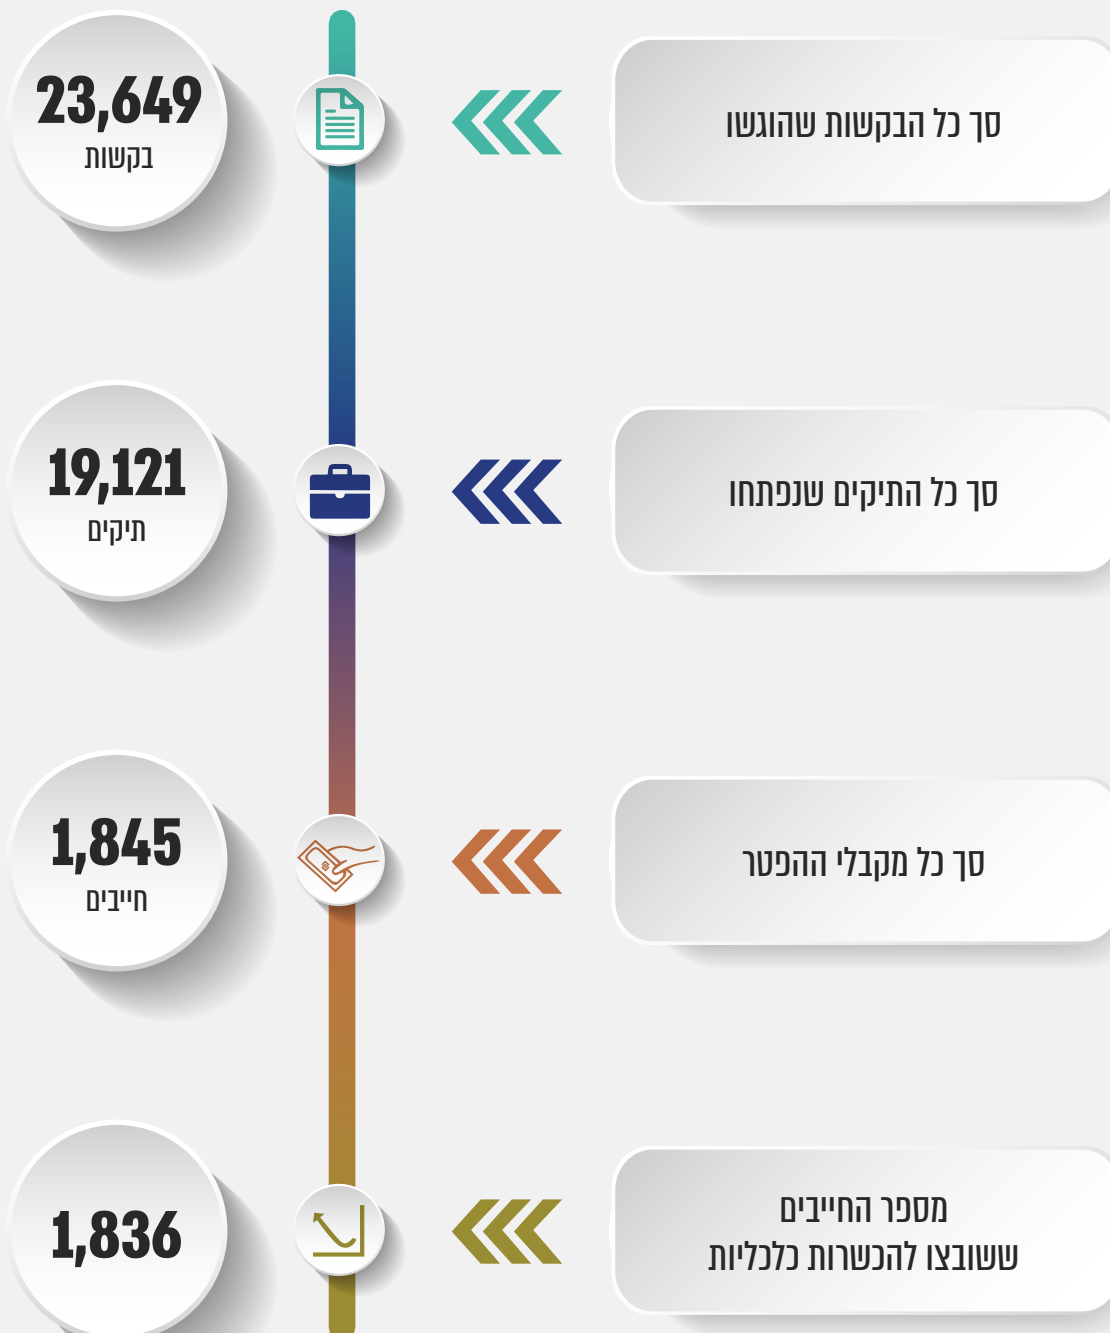 סך כל הבקשות שהוגשו
23,649
בקשות
סך כל התיקים שנפתחו
19,121
תיקים
סך כל מקבלי ההפטר
1,845
חייבים
מספר החייבים
ששובצו להכשרות כלכליות
1,836